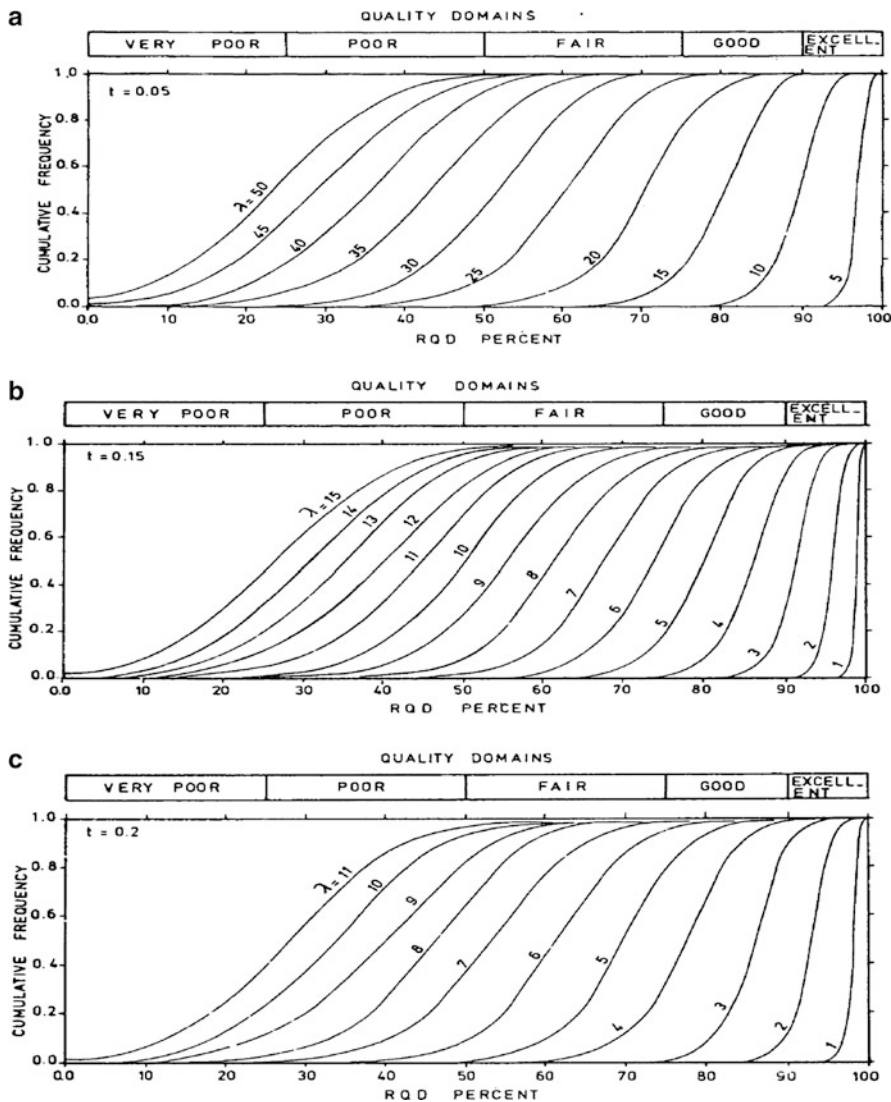 a
QUALITY DOMAINS
VERY POOR POOR FAIR GOOD EXCELL_ENT
t = 0.05
CUMULATIVE FREQUENCY
1.0
0.8
0.6
0.4
0.2
0.0
λ=50 45 40 35 30 25 20 15 10 5
0.0 10 20 30 40 50 60 70 80 90 100
RQD PERCENT
b
QUALITY DOMAINS
VERY POOR POOR FAIR GOOD EXCELL_ENT
t = 0.15
CUMULATIVE FREQUENCY
1.0
0.8
0.6
0.4
0.2
0.0
λ=15 14 13 12 11 10 9 8 7 6 5 4 3 2 1
0.0 10 20 30 40 50 60 70 80 90 100
RQD PERCENT
c
QUALITY DOMAINS
VERY POOR POOR FAIR GOOD EXCELL_ENT
t = 0.2
CUMULATIVE FREQUENCY
1.0
0.8
0.6
0.4
0.2
0.0
λ=11 10 9 8 7 6 5 4 3 2 1
0.0 10 20 30 40 50 60 70 80 90 100
RQD PERCENT